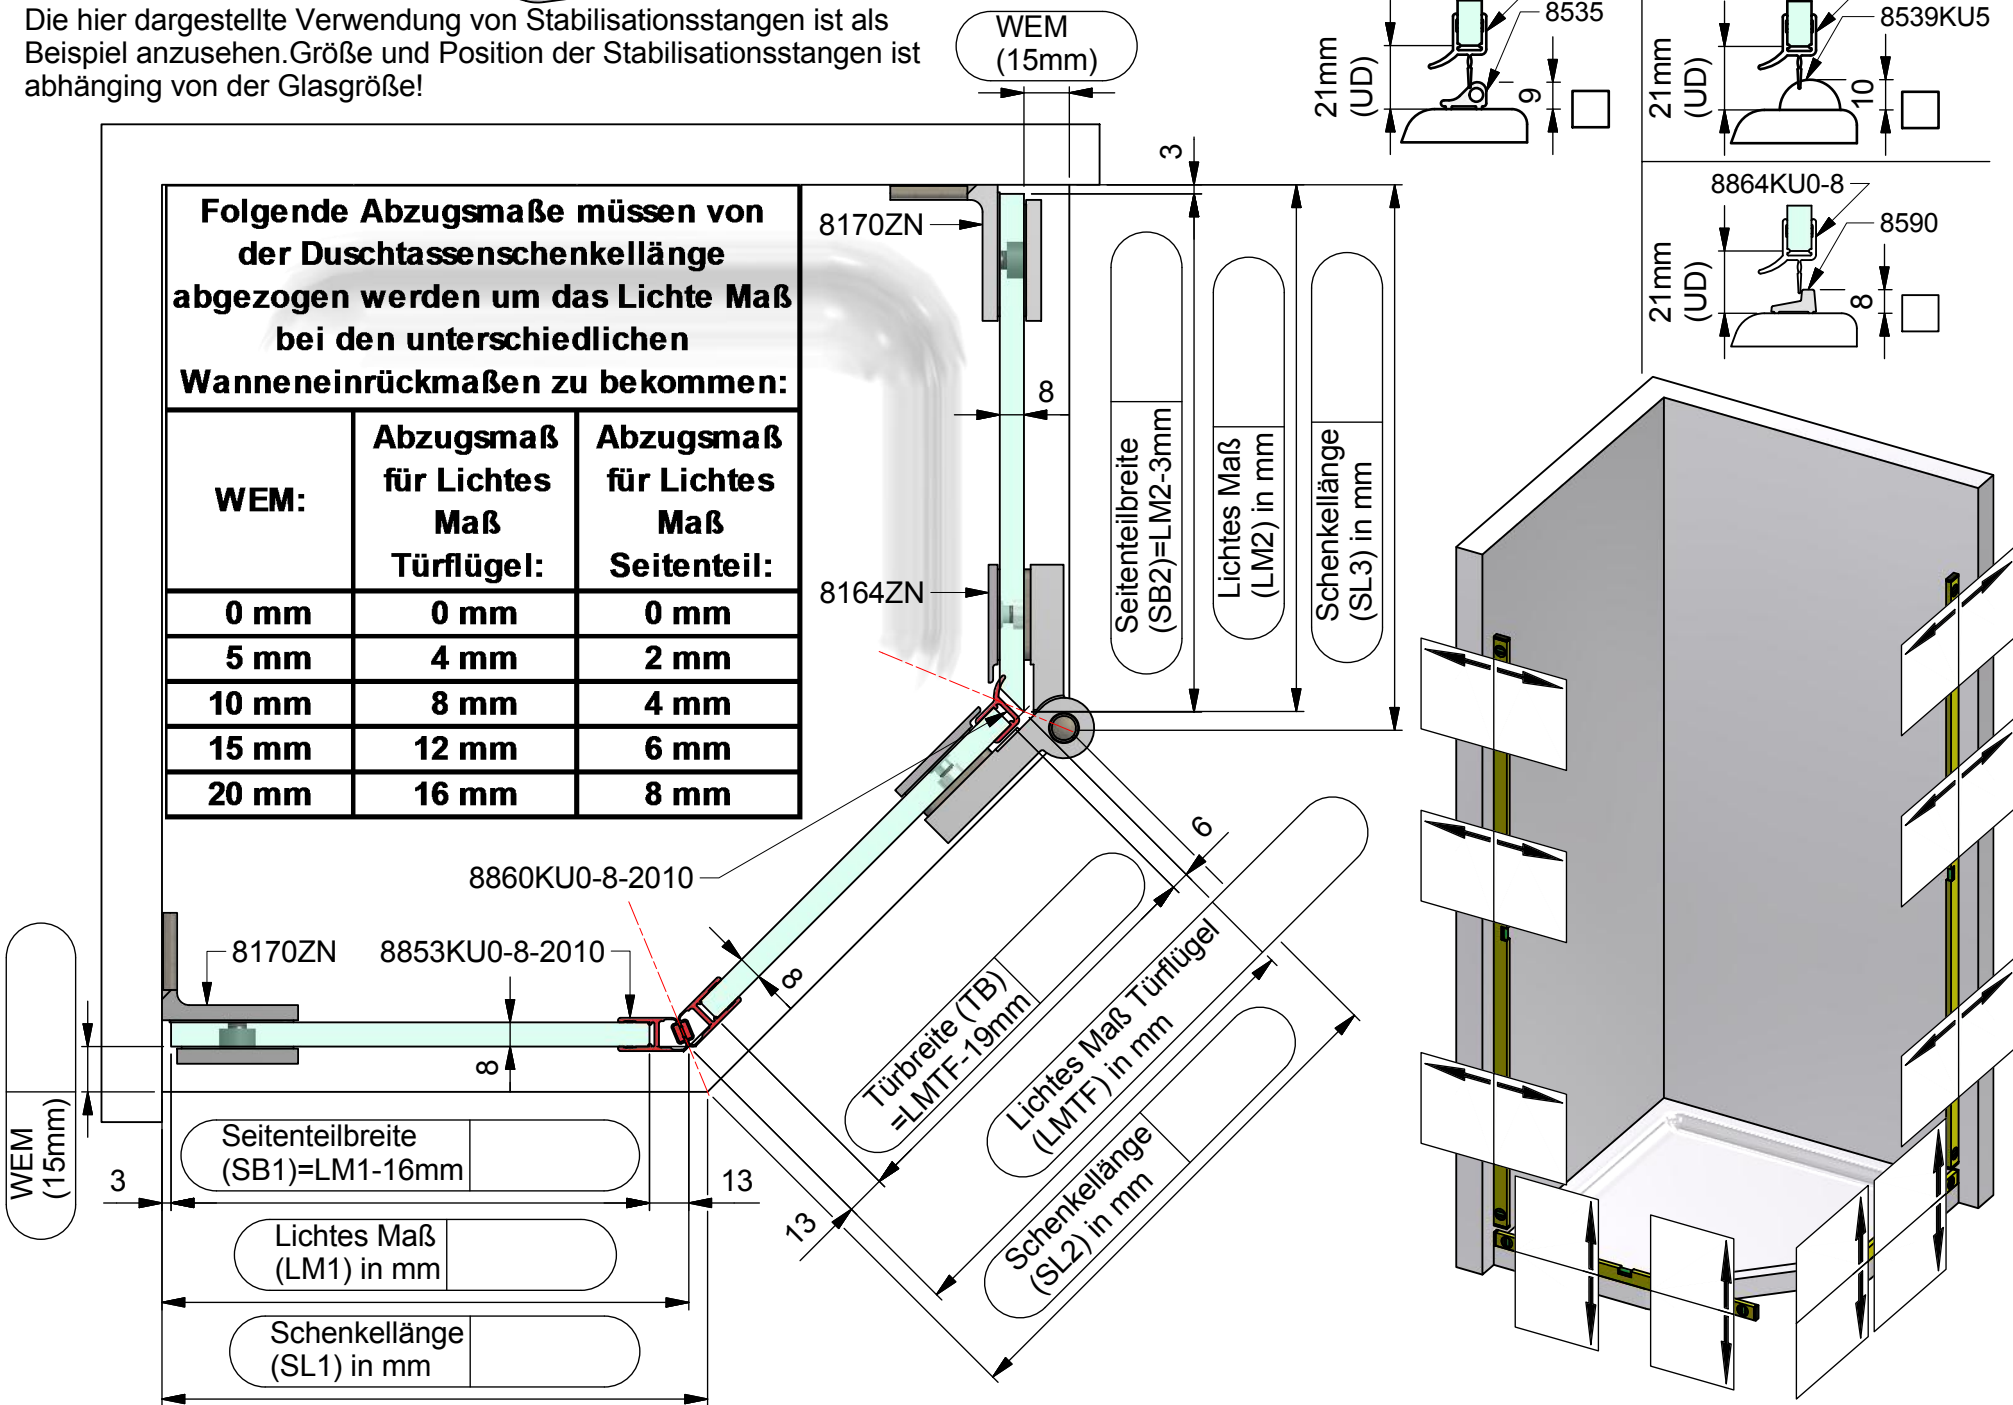 Die hier dargestellte Verwendung von Stabilisationsstangen ist als
Beispiel anzusehen.Größe und Position der Stabilisationsstangen ist
abhänging von der Glasgröße!
WEM
(15mm)
8535
21mm
(UD)
9
8539KU5
21mm
(UD)
10
8864KU0-8
8590
21mm
(UD)
8
Folgende Abzugsmaße müssen von
der Duschtassenschenkellänge
abgezogen werden um das Lichte Maß
bei den unterschiedlichen
Wanneneinrückmaßen zu bekommen:
WEM:
Abzugsmaß
für Lichtes
Maß
Türflügel:
Abzugsmaß
für Lichtes
Maß
Seitenteil:
0 mm 0 mm 0 mm
5 mm 4 mm 2 mm
10 mm 8 mm 4 mm
15 mm 12 mm 6 mm
20 mm 16 mm 8 mm
3
8170ZN
8
8164ZN
Seitenteilbreite
(SB2)=LM2-3mm
Lichtes Maß
(LM2) in mm
Schenkellänge
(SL3) in mm
6
8860KU0-8-2010
8170ZN
8853KU0-8-2010
8
8
Türbreite (TB)
=LMTF-19mm
Lichtes Maß Türflügel
(LMTF) in mm
Schenkellänge
(SL2) in mm
13
WEM
(15mm)
3
Seitenteilbreite
(SB1)=LM1-16mm
13
Lichtes Maß
(LM1) in mm
Schenkellänge
(SL1) in mm